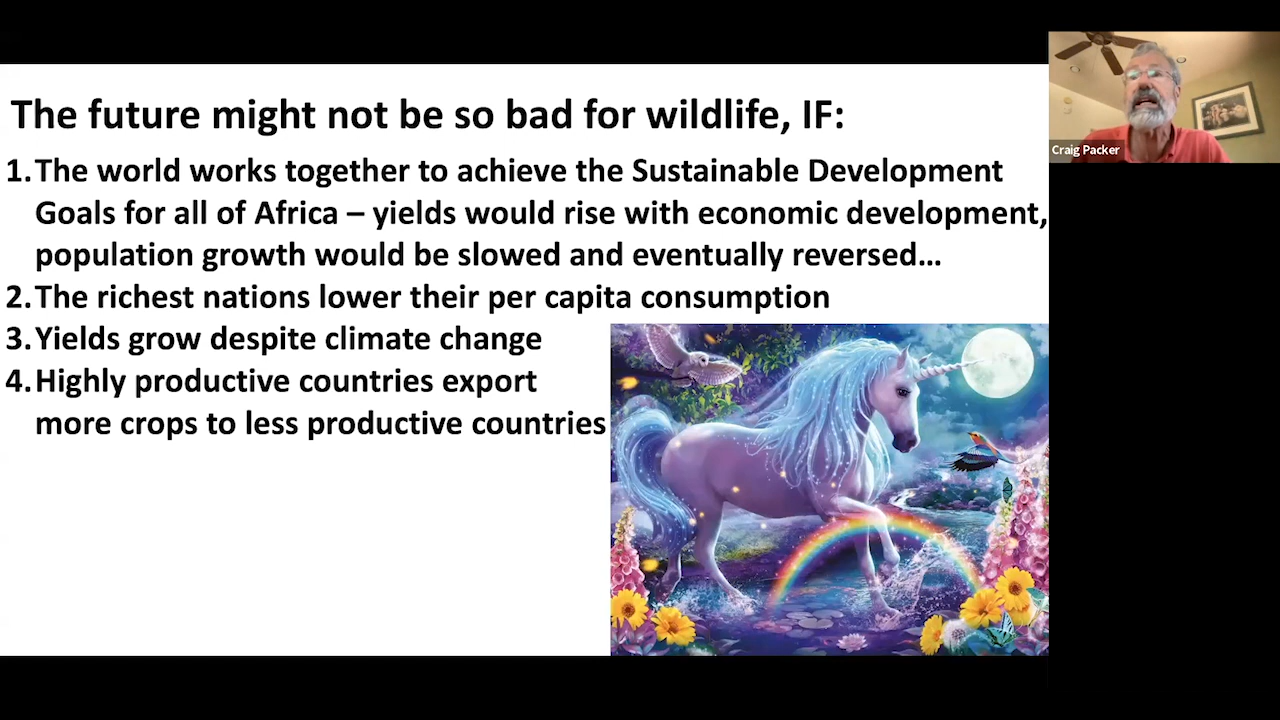 The future might not be so bad for wildlife, IF:
1. The world works together to achieve the Sustainable Development
Goals for all of Africa – yields would rise with economic development,
population growth would be slowed and eventually reversed…
2. The richest nations lower their per capita consumption
3. Yields grow despite climate change
4. Highly productive countries export
more crops to less productive countries
Craig Packer